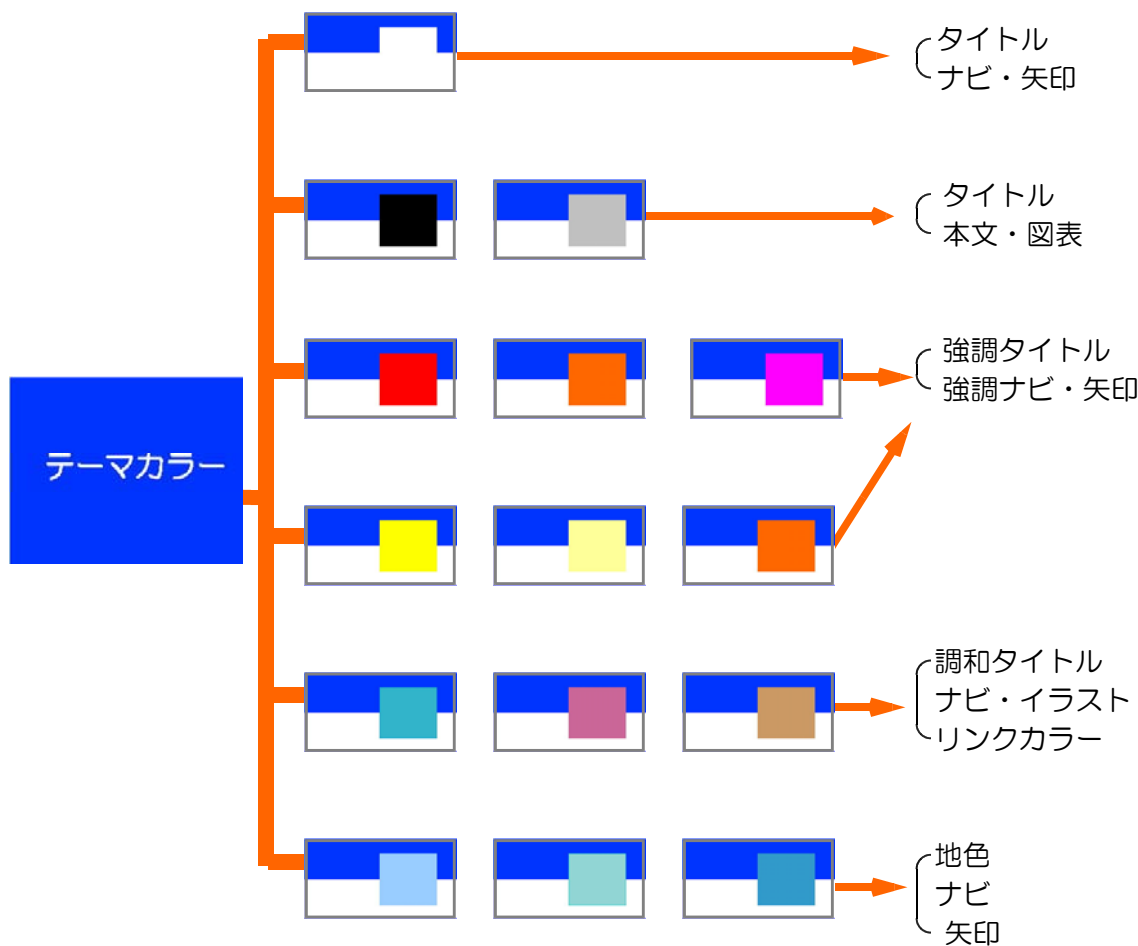 タイトル
ナビ・矢印
タイトル
本文・図表
強調タイトル
強調ナビ・矢印
テーマカラー
調和タイトル
ナビ・イラスト
リンクカラー
地色
ナビ
矢印